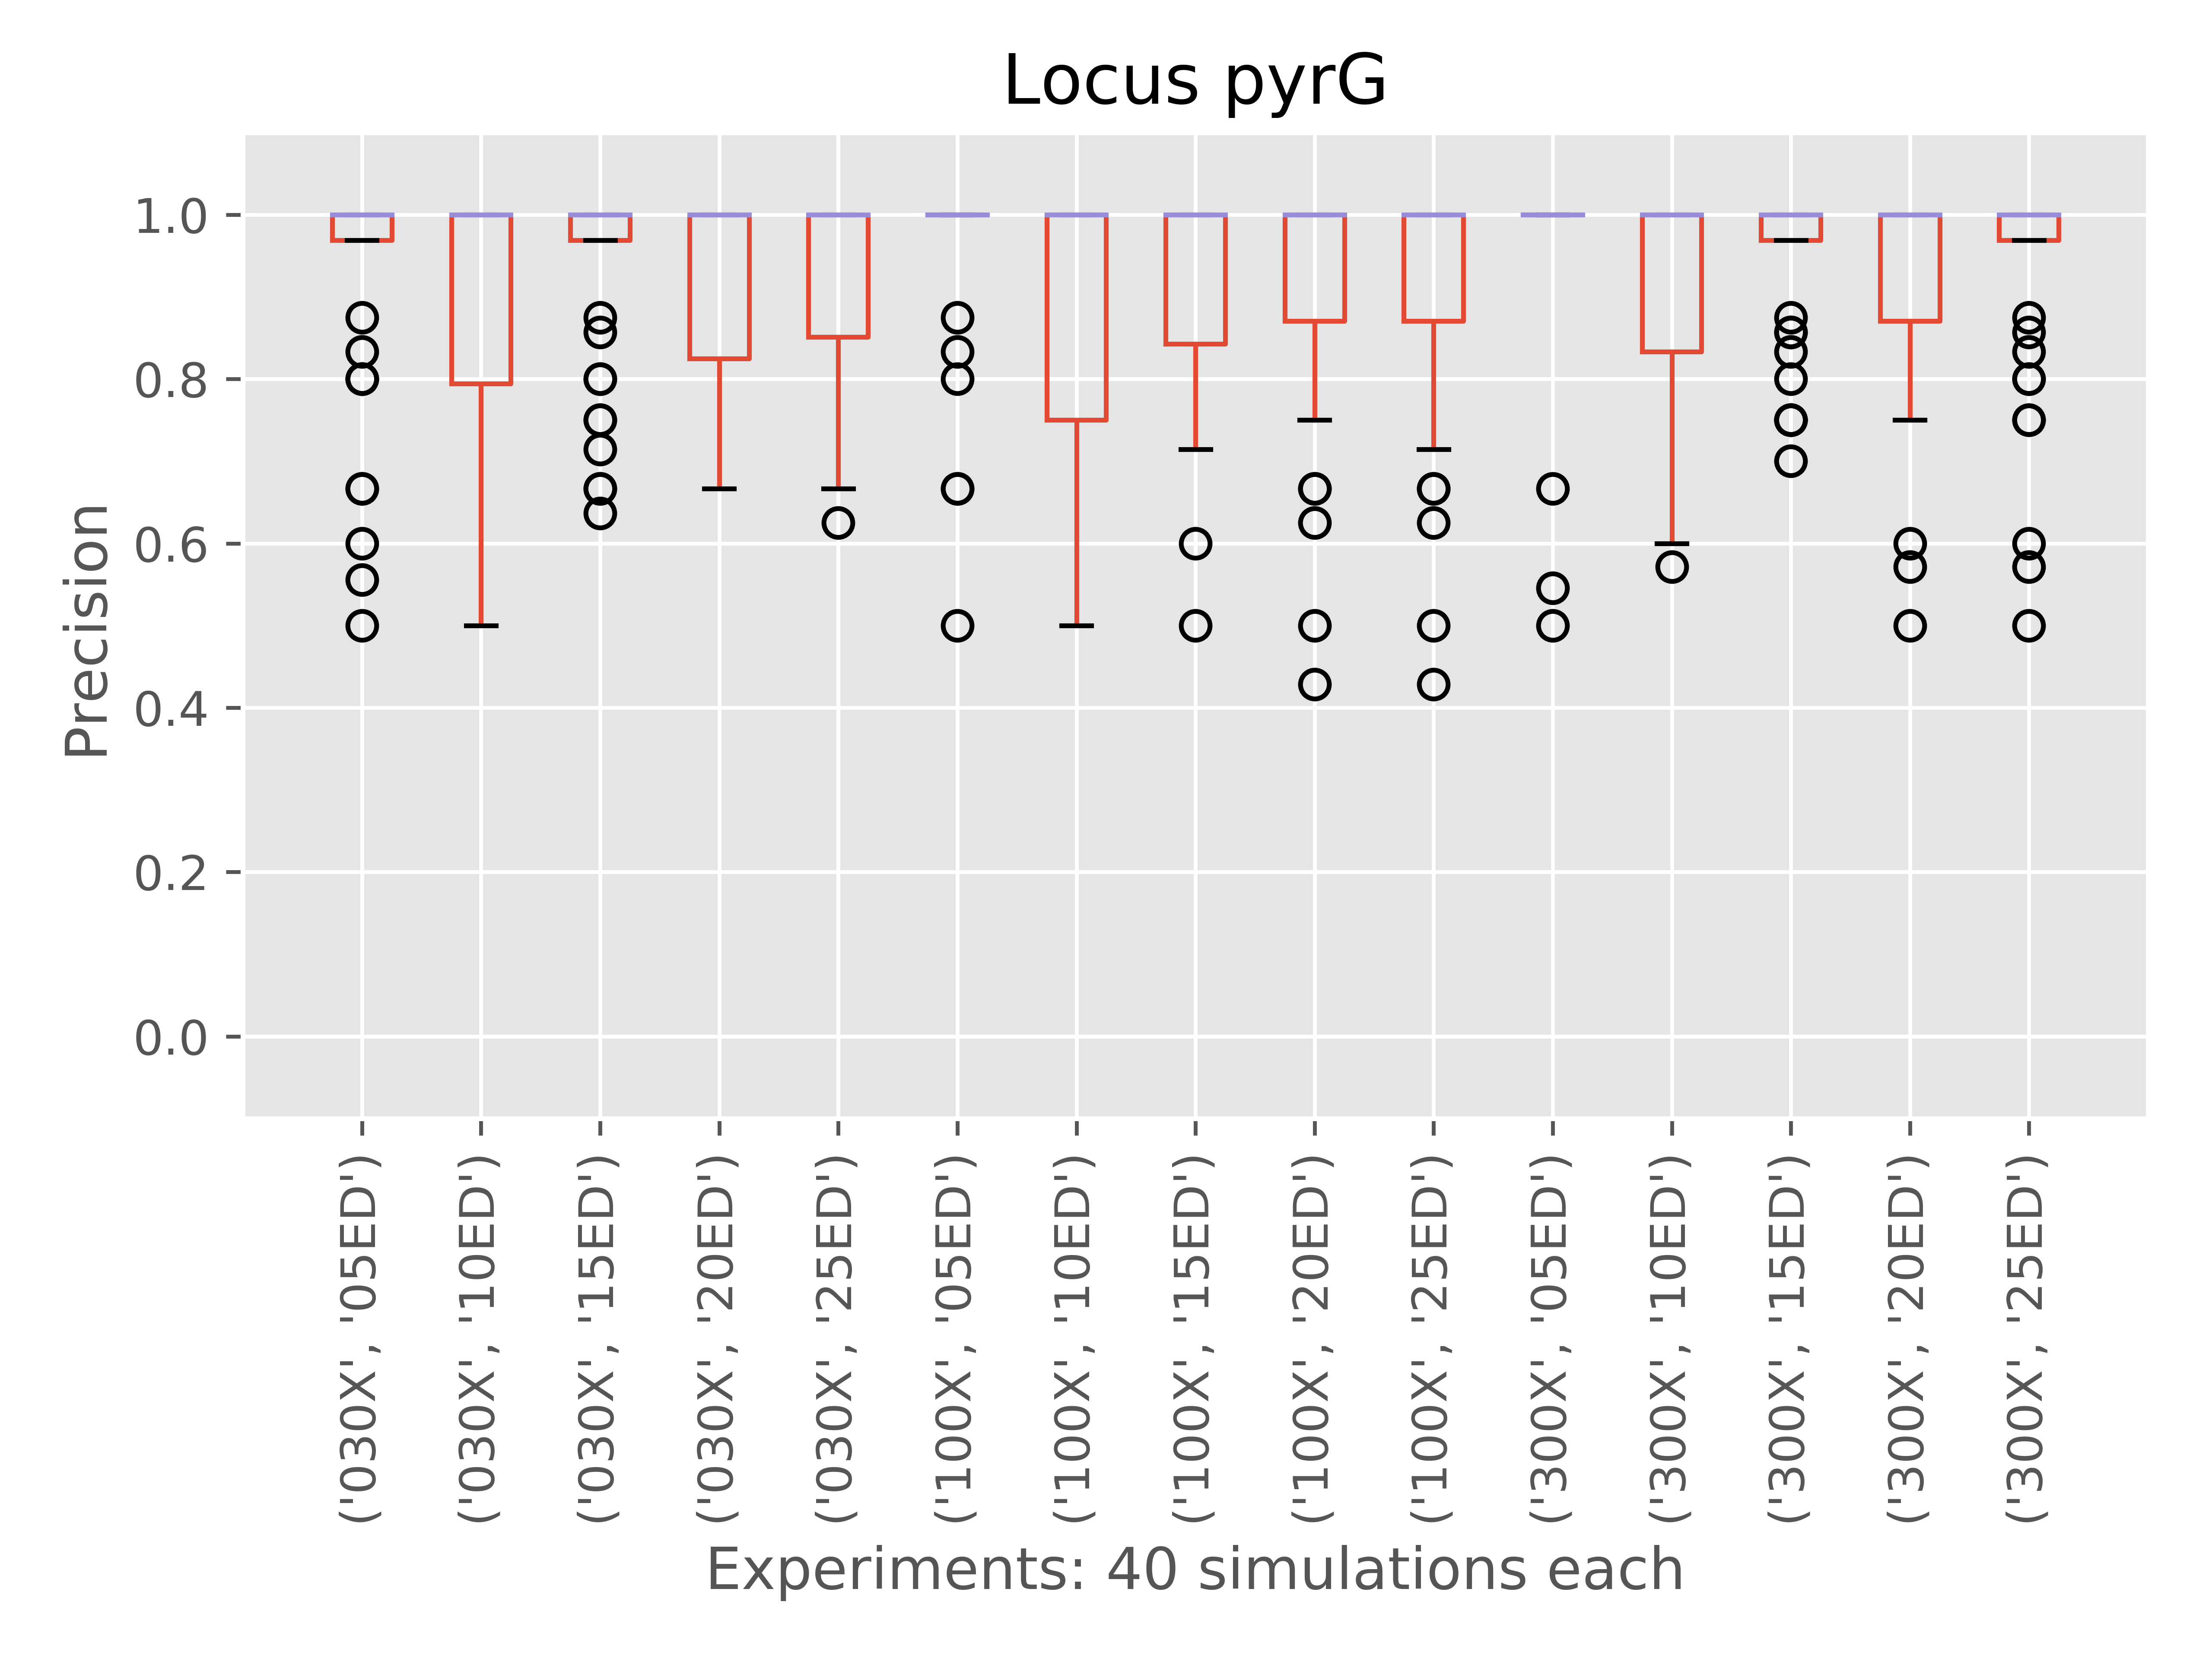 Locus pyrG
Precision
1.0
0.8
0.6
0.4
0.2
0.0
('030X', '05ED')
('030X', '10ED')
('030X', '15ED')
('030X', '20ED')
('030X', '25ED')
('100X', '05ED')
('100X', '10ED')
('100X', '15ED')
('100X', '20ED')
('100X', '25ED')
('300X', '05ED')
('300X', '10ED')
('300X', '15ED')
('300X', '20ED')
('300X', '25ED')
Experiments: 40 simulations each